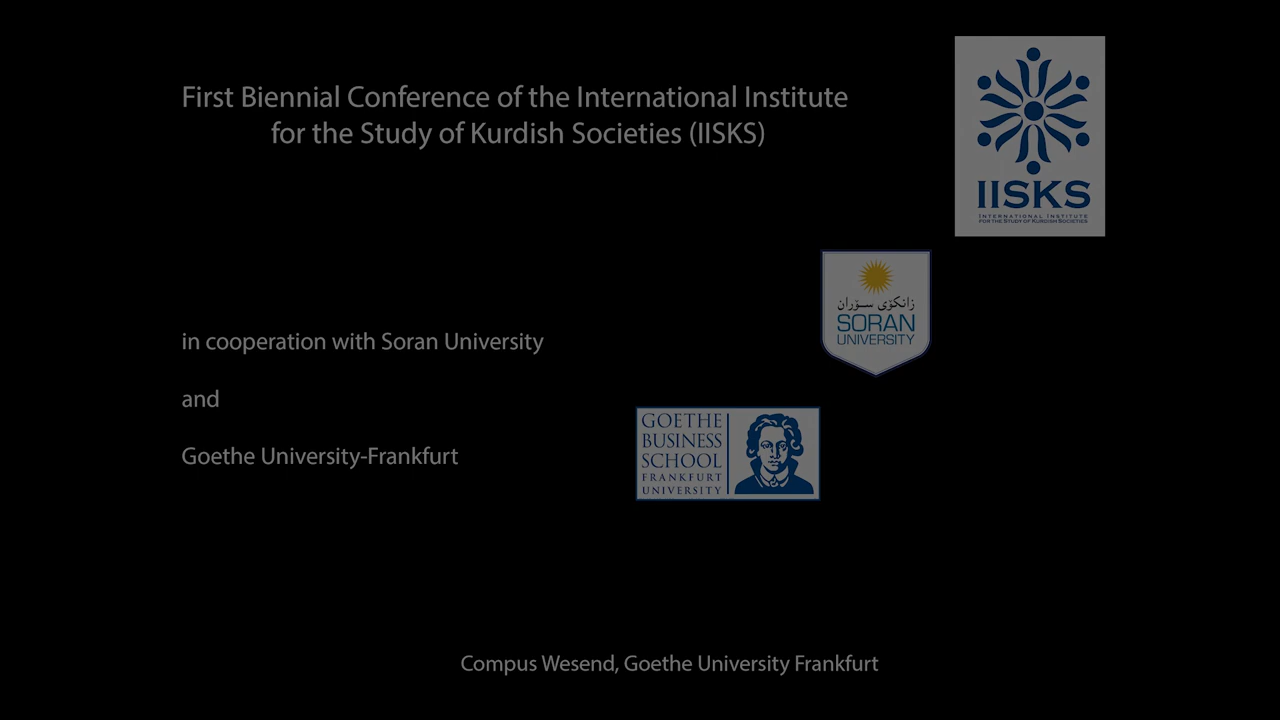 First Biennial Conference of the International Institute
for the Study of Kurdish Societies (IISKS)
IISKS
INTERNATIONAL INSTITUTE
FOR THE STUDY OF KURDISH SOCIETIES
زانكۆی سۆران
SORAN
UNIVERSITY
in cooperation with Soran University
and
GOETHE
BUSINESS
SCHOOL
FRANKFURT
UNIVERSITY
Goethe University-Frankfurt
Compus Wesend, Goethe University Frankfurt